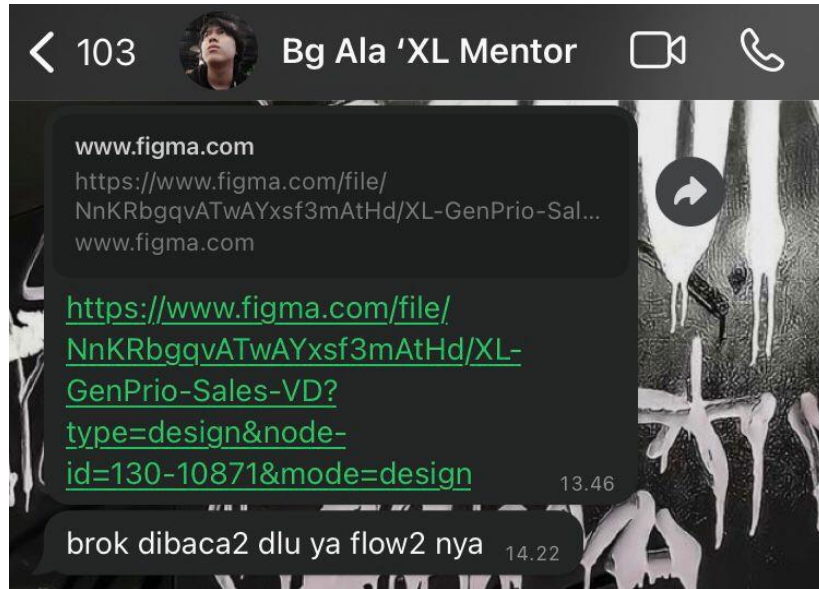 103
Bg Ala ‘XL Mentor
www.figma.com
https://www.figma.com/file/
NnKRbgqvATwAYxsf3mAtHd/XL-GenPrio-Sal...
www.figma.com
https://www.figma.com/file/
NnKRbgqvATwAYxsf3mAtHd/XL-
GenPrio-Sales-VD?
type=design&node-
id=130-10871&mode=design
13.46
brok dibaca2 dlu ya flow2 nya
14.22